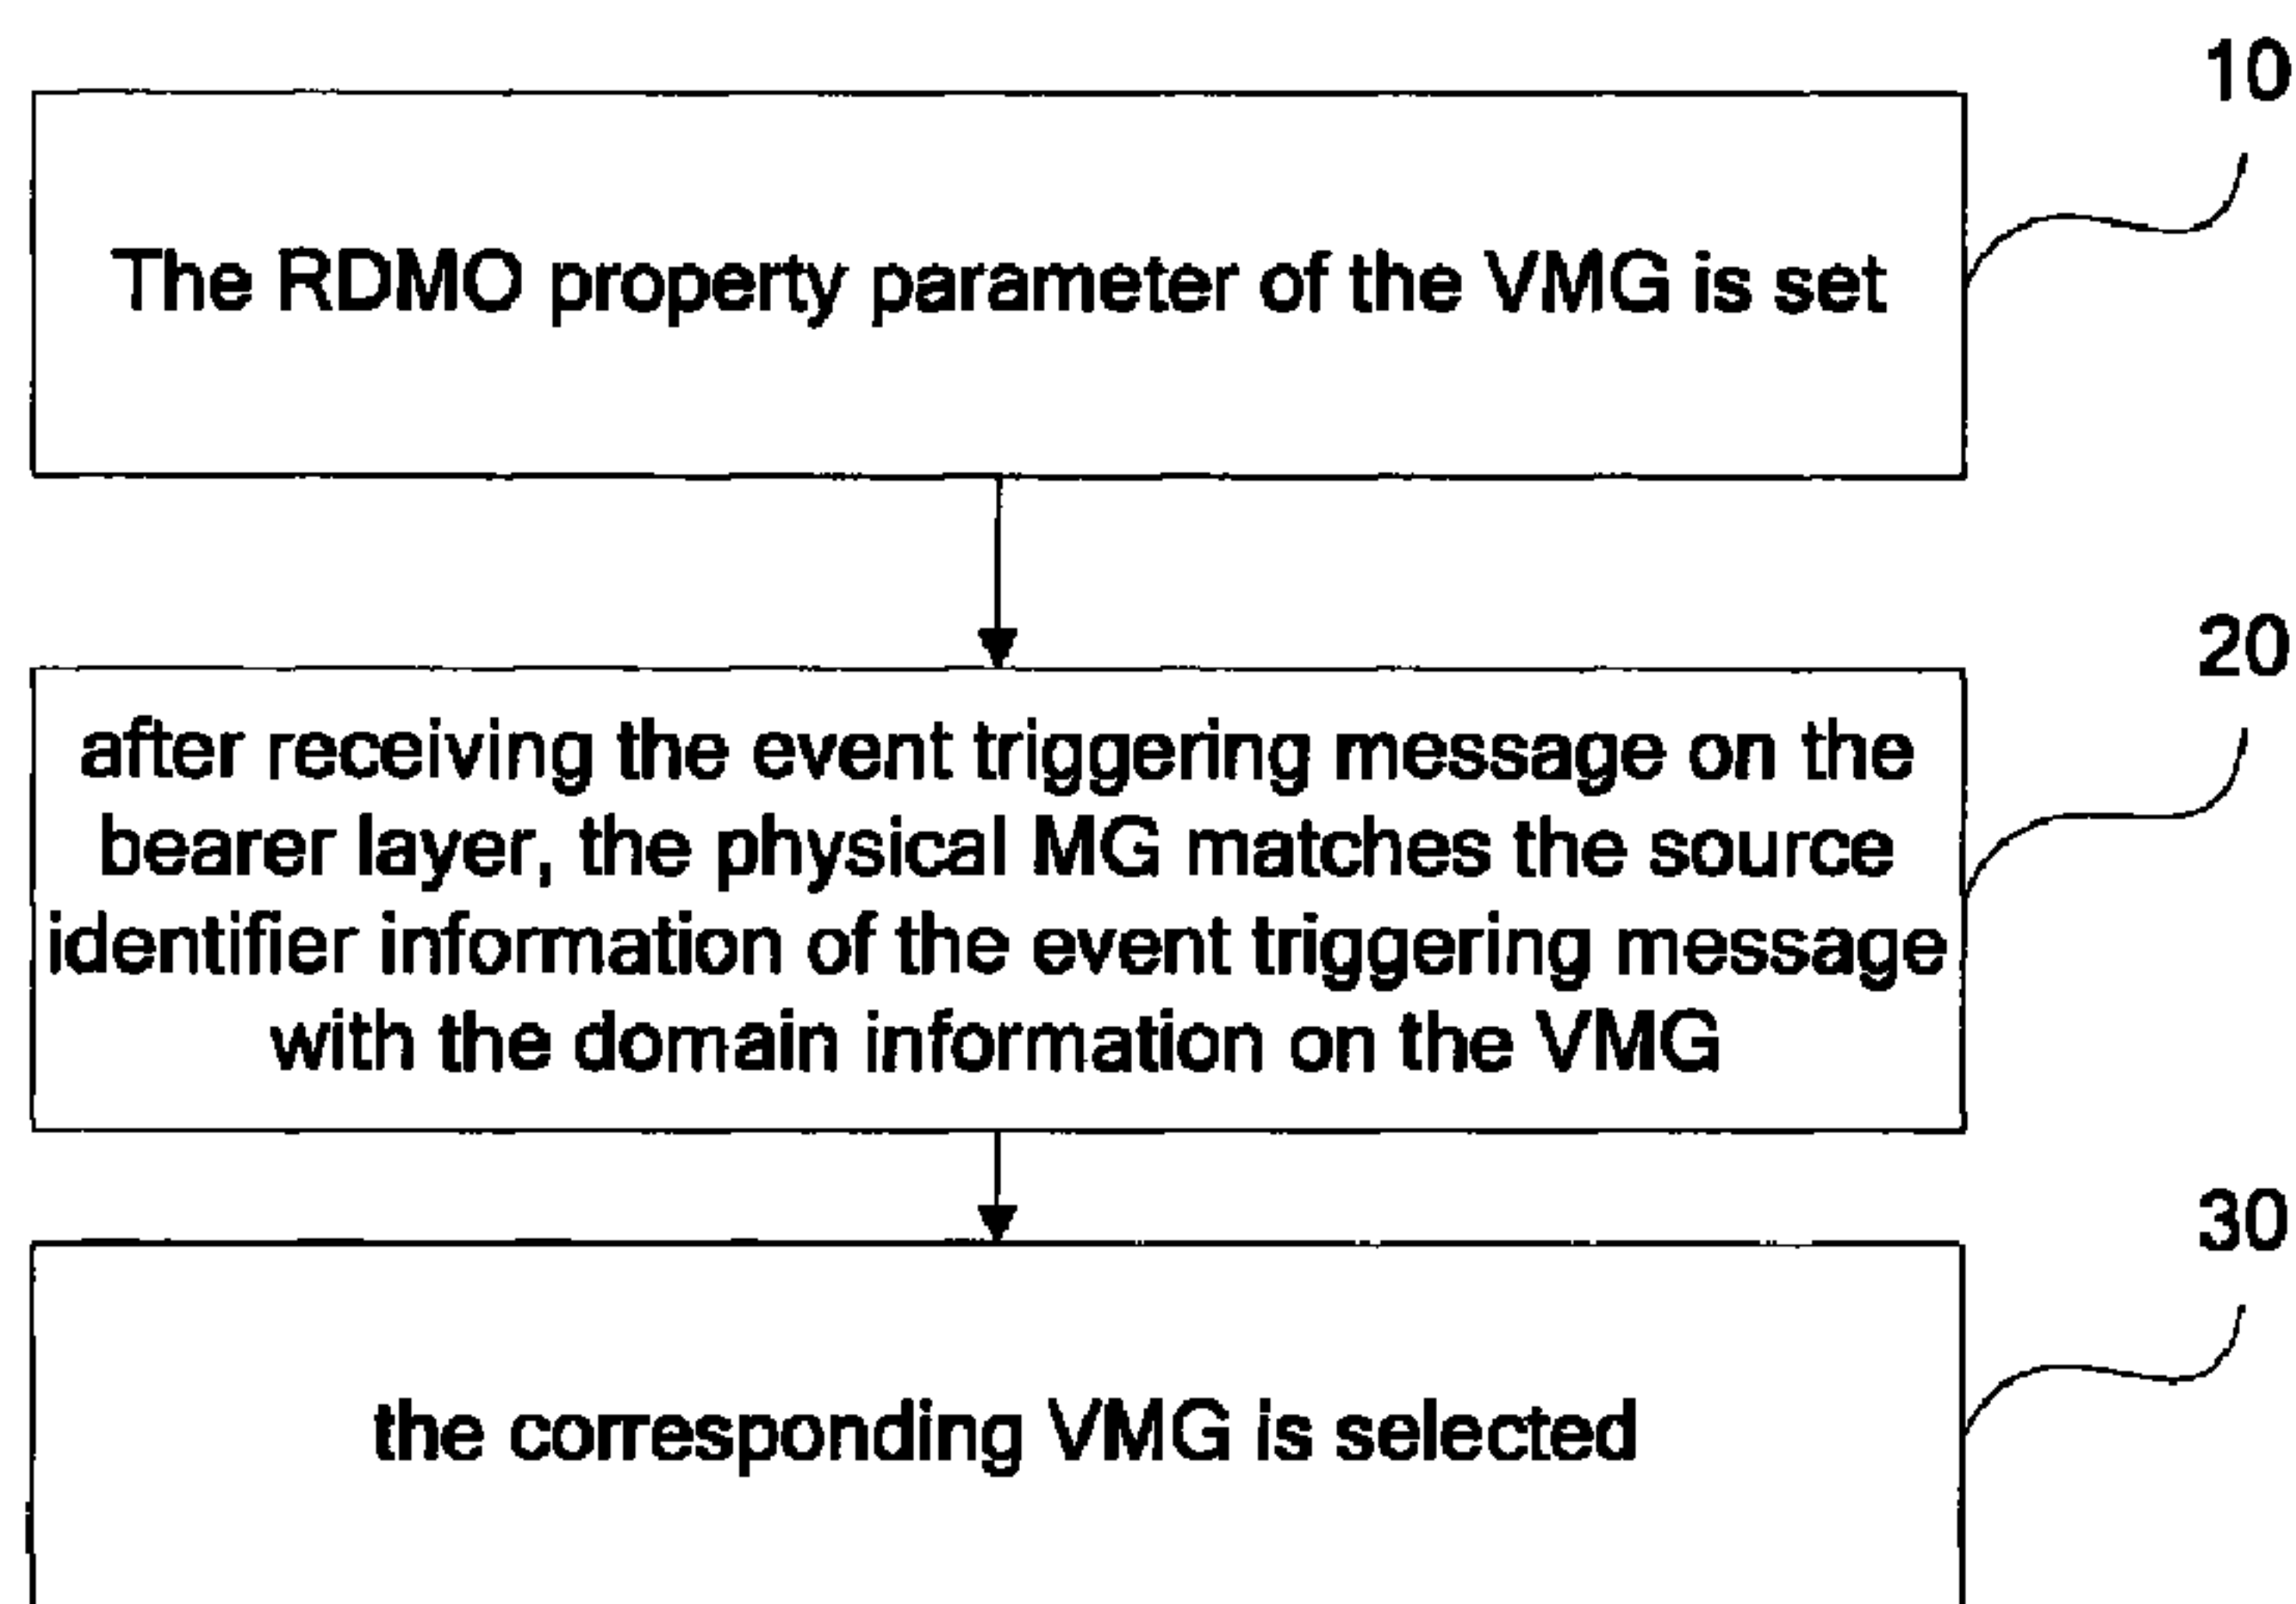 10
The RDMO property parameter of the VMG is set
20
after receiving the event triggering message on the
bearer layer, the physical MG matches the source
identifier information of the event triggering message
with the domain information on the VMG
30
the corresponding VMG is selected